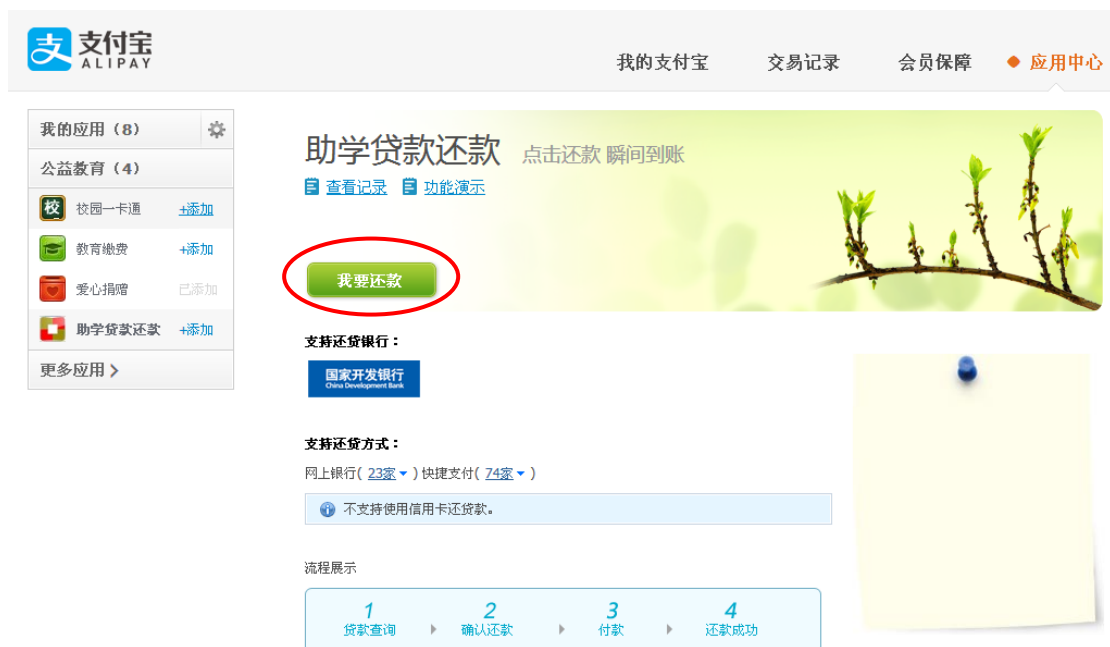 支付宝
ALIPAY
我的支付宝 交易记录 会员保障 应用中心
我的应用（8）
公益教育（4）
校 校园一卡通 +添加
教育缴费 +添加
爱心捐赠 已添加
助学贷款还款 +添加
更多应用
助学贷款还款 点击还款 瞬间到账
查看记录 功能演示
我要还款
支持还贷银行：
国家开发银行
China Development Bank
支持还贷方式：
网上银行( 23家 ) 快捷支付( 74家 )
不支持使用信用卡还贷款。
流程展示
1 2 3 4
贷款查询 确认还款 付款 还款成功